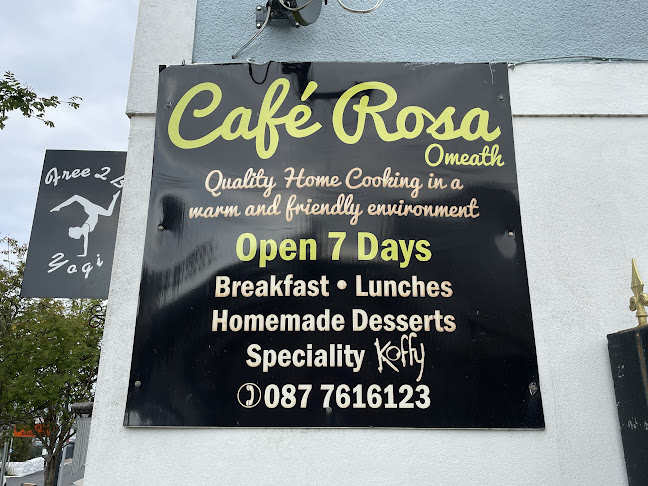 Café Rosa
Omeath
Quality Home Cooking in a
warm and friendly environment
Open 7 Days
Breakfast • Lunches
Homemade Desserts
Speciality Koffy
087 7616123
Free 2
Yogi